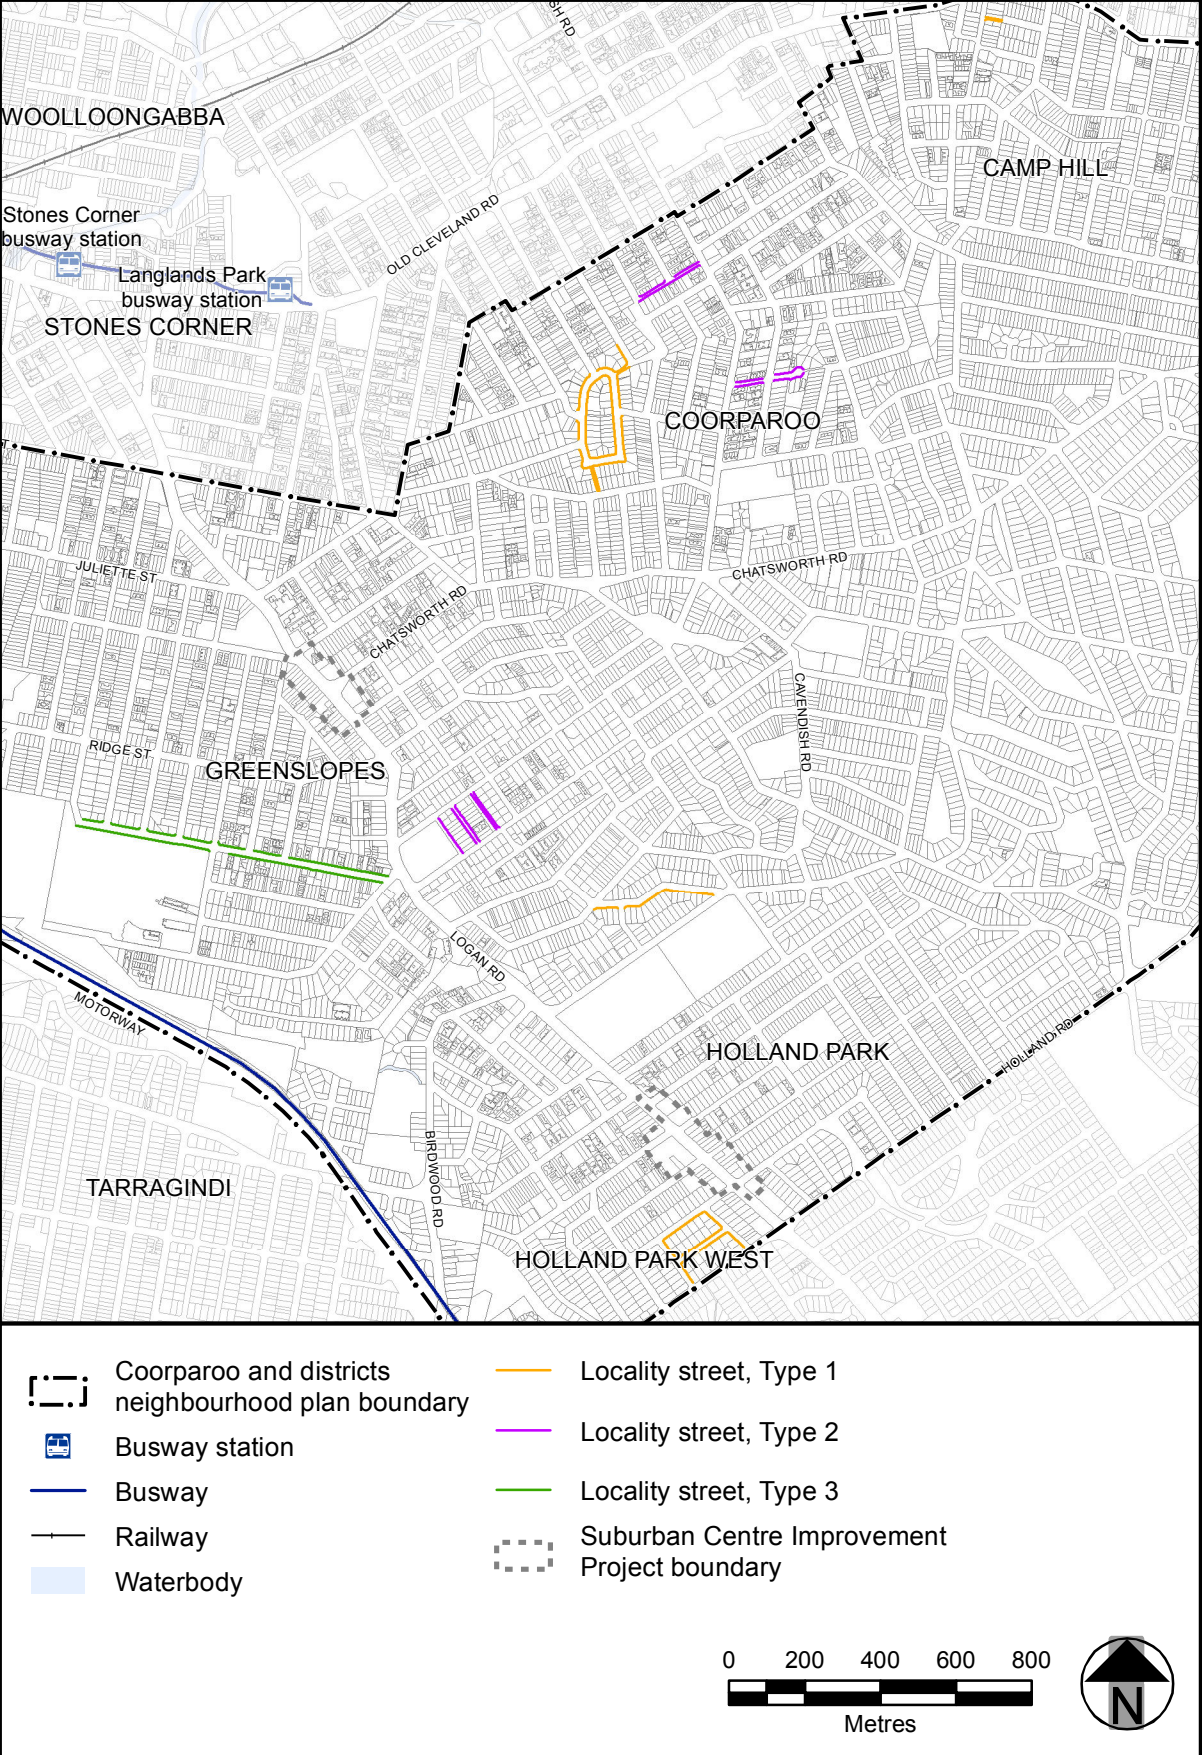 SH RD
WOOLLOONGABBA
CAMP HILL
Stones Corner
busway station
OLD CLEVELAND RD
Langlands Park
busway station
STONES CORNER
COORPAROO
T
CHATSWORTH RD
JULIETTE ST
CHATSWORTH RD
CAVENDISH RD
RIDGE ST
GREENSLOPES
LOGAN RD
MOTORWAY
HOLLAND RD
HOLLAND PARK
BIRDWOOD RD
TARRAGINDI
HOLLAND PARK WEST
Coorparoo and districts
neighbourhood plan boundary
Busway station
Busway
Railway
Waterbody
Locality street, Type 1
Locality street, Type 2
Locality street, Type 3
Suburban Centre Improvement
Project boundary
0 200 400 600 800
Metres
N